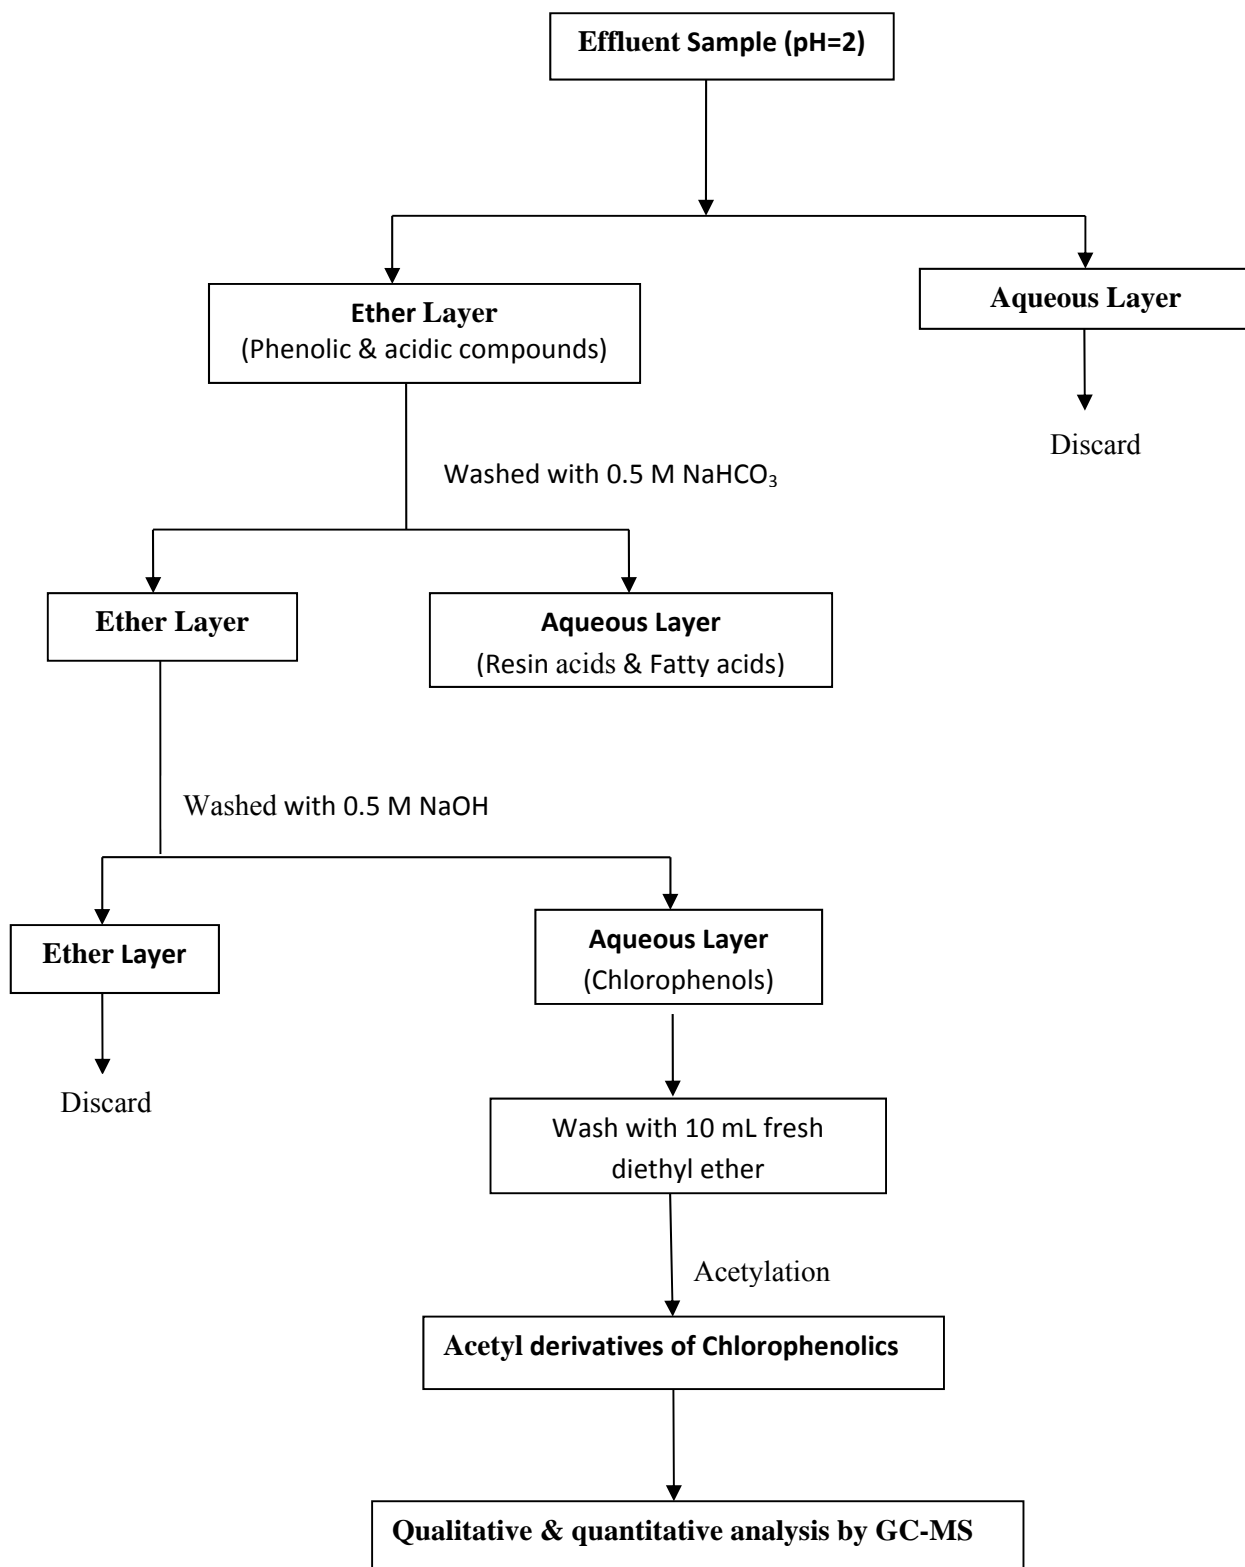 Effluent Sample (pH=2)
Ether Layer
(Phenolic & acidic compounds)
Aqueous Layer
Discard
Washed with 0.5 M NaHCO₃
Ether Layer
Aqueous Layer
(Resin acids & Fatty acids)
Washed with 0.5 M NaOH
Ether Layer
Discard
Aqueous Layer
(Chlorophenols)
Wash with 10 mL fresh
diethyl ether
Acetylation
Acetyl derivatives of Chlorophenolics
Qualitative & quantitative analysis by GC-MS